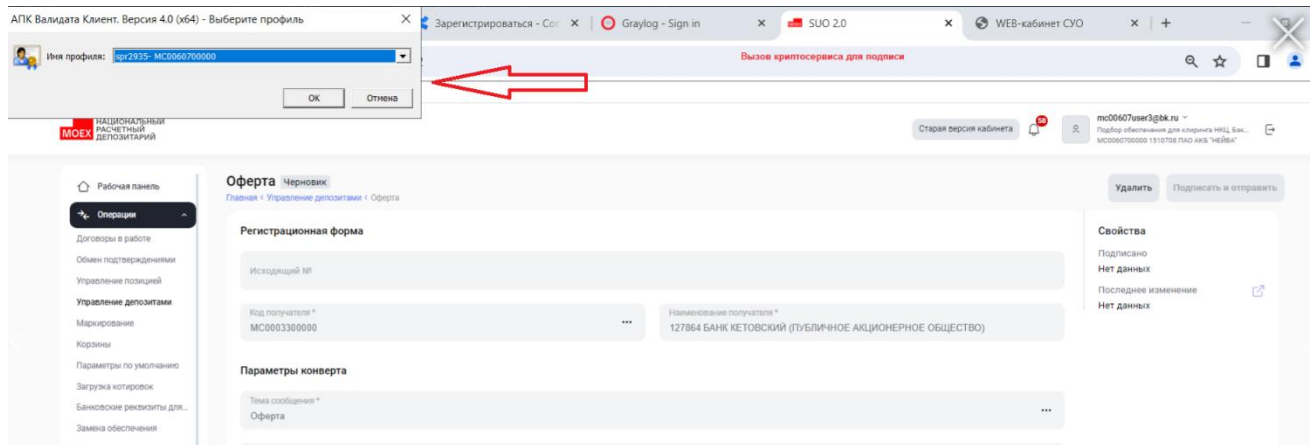 АПК Валидата Клиент. Версия 4.0 (x64) - Выберите профиль
Имя профиля: spr2935- MC0060700000
ОК Отмена
Зарегистрироваться - Cor Graylog - Sign in SUO 2.0 WEB-кабинет СУО
Вызов криптосервиса для подписи
MOEX НАЦИОНАЛЬНЫЙ
РАСЧЕТНЫЙ
ДЕПОЗИТАРИЙ
Старая версия кабинета
58
mc00607user3@bk.ru
Подбор обеспечения для клиринга НКЦ, Бак...
MC0060700000 1510708 ПАО АКБ "НЕЙВА"
Рабочая панель
Операции
Договоры в работе
Обмен подтверждениями
Управление позицией
Управление депозитами
Маркирование
Корзины
Параметры по умолчанию
Загрузка котировок
Банковские реквизиты для...
Замена обеспечения
Оферта Черновик
Главная < Управление депозитами < Оферта
Удалить Подписать и отправить
Регистрационная форма
Исходящий №
Код получателя *
MC0003300000
Наименование получателя *
127864 БАНК КЕТОВСКИЙ (ПУБЛИЧНОЕ АКЦИОНЕРНОЕ ОБЩЕСТВО)
Параметры конверта
Тема сообщения *
Оферта
Свойства
Подписано
Нет данных
Последнее изменение
Нет данных